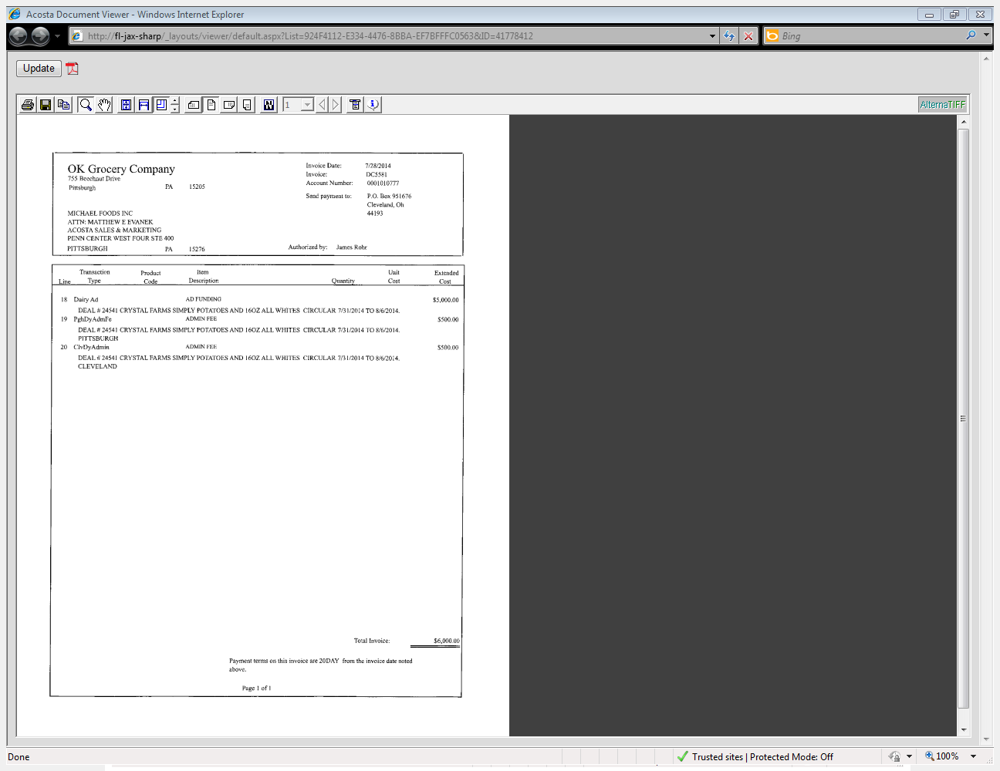 Acosta Document Viewer - Windows Internet Explorer
http://fl-jax-sharp/_layouts/viewer/default.aspx?List=924F4112-E334-4476-8BBA-EF7BFFFC0563&ID=41778412
Bing
Update
1
AlternaTIFF
OK Grocery Company
755 Beechnut Drive
Pittsburgh PA 15205
Invoice Date: 7/28/2014
Invoice: DC5581
Account Number: 0001010777
Send payment to: P.O. Box 951676
Cleveland, Oh
44193
MICHAEL FOODS INC
ATTN: MATTHEW E EVANEK
ACOSTA SALES & MARKETING
PENN CENTER WEST FOUR STE 400
PITTSBURGH PA 15276
Authorized by: James Rohr
Line Transaction Type Product Code Item Description Quantity Unit Cost Extended Cost
18 Dairy Ad AD FUNDING $5,000.00
DEAL # 24541 CRYSTAL FARMS SIMPLY POTATOES AND 16OZ ALL WHITES CIRCULAR 7/31/2014 TO 8/6/2014.
19 PghDyAdmFe ADMIN FEE $500.00
DEAL # 24541 CRYSTAL FARMS SIMPLY POTATOES AND 16OZ ALL WHITES CIRCULAR 7/31/2014 TO 8/6/2014.
PITTSBURGH
20 ClvDyAdmin ADMIN FEE $500.00
DEAL # 24541 CRYSTAL FARMS SIMPLY POTATOES AND 16OZ ALL WHITES CIRCULAR 7/31/2014 TO 8/6/2014.
CLEVELAND
Total Invoice: $6,000.00
Payment terms on this invoice are 20DAY from the invoice date noted
above.
Page 1 of 1
Done
Trusted sites | Protected Mode: Off
100%